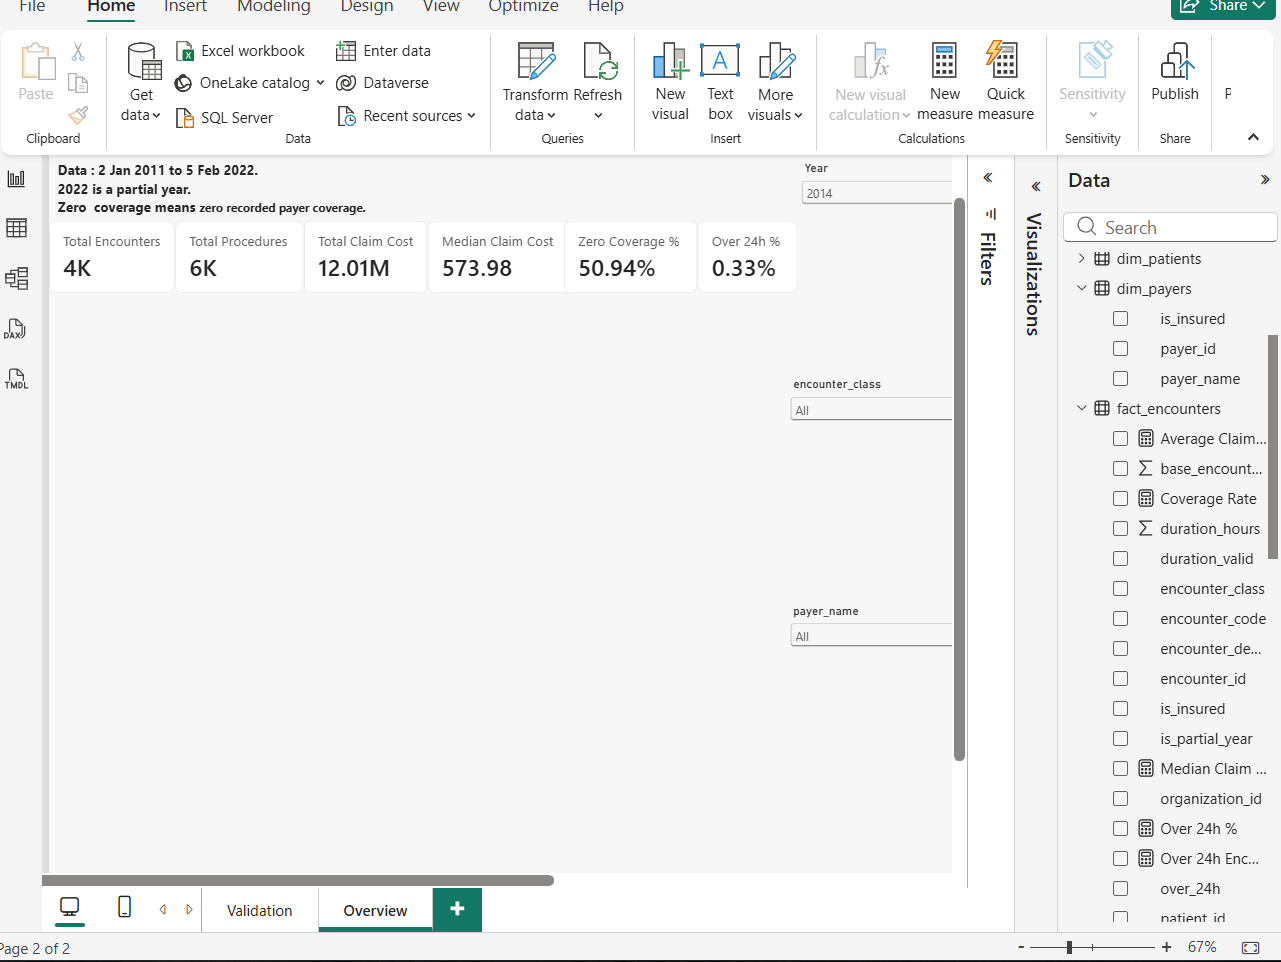 File Home Insert Modeling Design View Optimize Help Share
Paste
Clipboard
Get data
Excel workbook
OneLake catalog
SQL Server
Enter data
Dataverse
Recent sources
Data
Transform data
Refresh
Queries
New visual
Text box
A
More visuals
Insert
New visual calculation
New measure
Quick measure
Calculations
Sensitivity
Sensitivity
Publish
Share
P
DAX
TMDL
Data : 2 Jan 2011 to 5 Feb 2022.
2022 is a partial year.
Zero coverage means zero recorded payer coverage.
Total Encounters
4K
Total Procedures
6K
Total Claim Cost
12.01M
Median Claim Cost
573.98
Zero Coverage %
50.94%
Over 24h %
0.33%
Year
2014
encounter_class
All
payer_name
All
Filters
Visualizations
Data
Search
dim_patients
dim_payers
is_insured
payer_id
payer_name
fact_encounters
Average Claim...
base_encount...
Coverage Rate
duration_hours
duration_valid
encounter_class
encounter_code
encounter_de...
encounter_id
is_insured
is_partial_year
Median Claim ...
organization_id
Over 24h %
Over 24h Enc...
over_24h
patient_id
Validation
Overview
+
Page 2 of 2
- + 67%